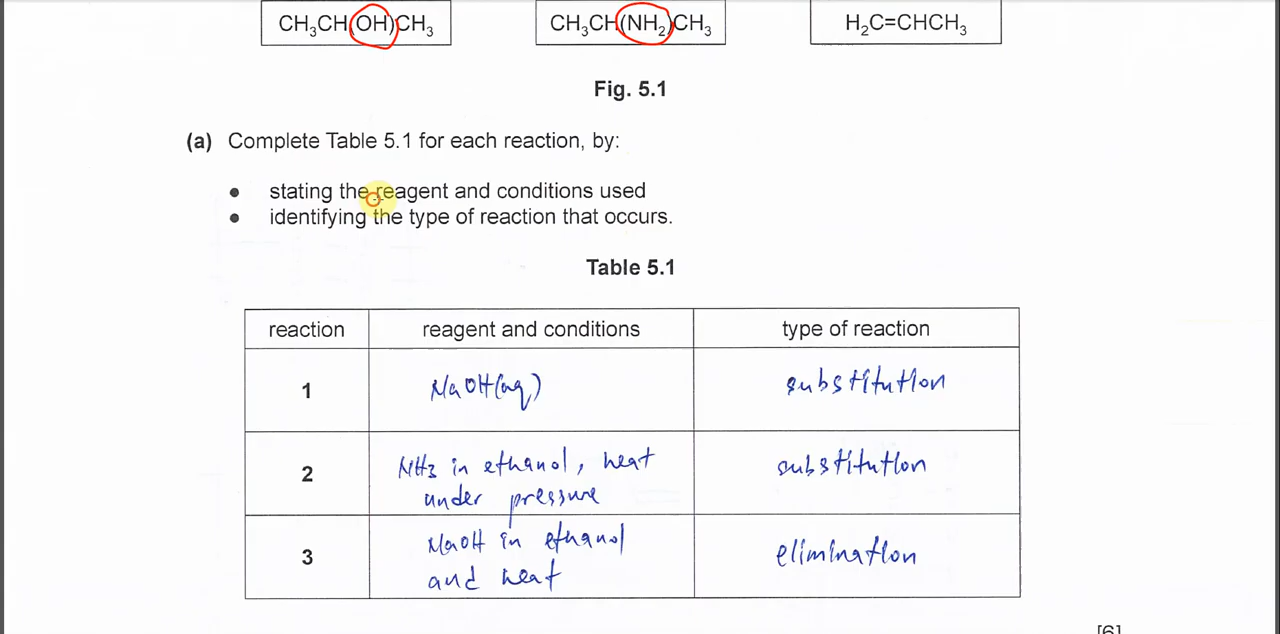 CH₃CH(OH)CH₃ CH₃CH(NH₂)CH₃ H₂C=CHCH₃
Fig. 5.1
(a) Complete Table 5.1 for each reaction, by:
• stating the reagent and conditions used
• identifying the type of reaction that occurs.
Table 5.1
reaction reagent and conditions type of reaction
1 NaOH(aq) substitution
2 NH₃ in ethanol, heat substitution
under pressure
3 NaOH in ethanol elimination
and heat
[6]